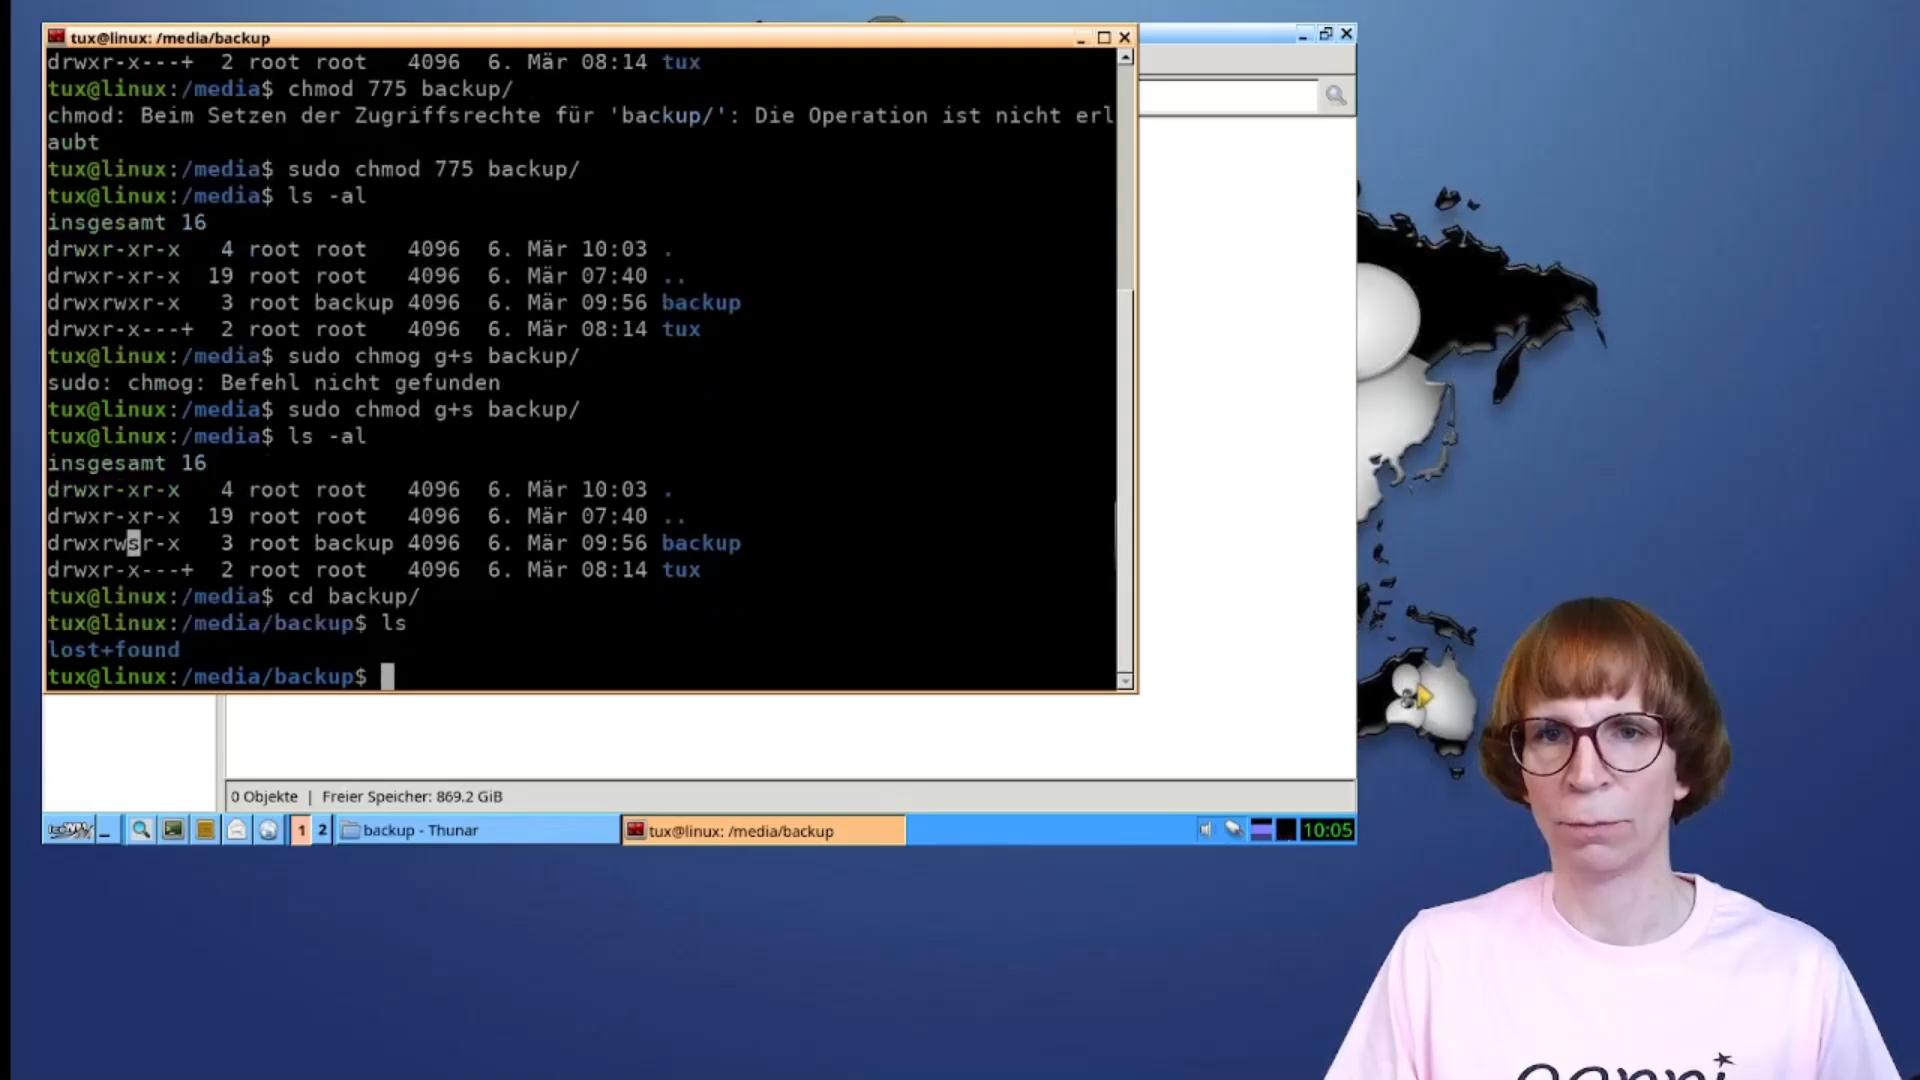 tux@linux: /media/backup
drwxr-x---+  2 root root   4096  6. Mär 08:14 tux
tux@linux:/media$ chmod 775 backup/
chmod: Beim Setzen der Zugriffsrechte für 'backup/': Die Operation ist nicht erl
aubt
tux@linux:/media$ sudo chmod 775 backup/
tux@linux:/media$ ls -al
insgesamt 16
drwxr-xr-x   4 root root   4096  6. Mär 10:03 .
drwxr-xr-x  19 root root   4096  6. Mär 07:40 ..
drwxrwxr-x   3 root backup 4096  6. Mär 09:56 backup
drwxr-x---+  2 root root   4096  6. Mär 08:14 tux
tux@linux:/media$ sudo chmog g+s backup/
sudo: chmog: Befehl nicht gefunden
tux@linux:/media$ sudo chmod g+s backup/
tux@linux:/media$ ls -al
insgesamt 16
drwxr-xr-x   4 root root   4096  6. Mär 10:03 .
drwxr-xr-x  19 root root   4096  6. Mär 07:40 ..
drwxrwsr-x   3 root backup 4096  6. Mär 09:56 backup
drwxr-x---+  2 root root   4096  6. Mär 08:14 tux
tux@linux:/media$ cd backup/
tux@linux:/media/backup$ ls
lost+found
tux@linux:/media/backup$
0 Objekte | Freier Speicher: 869.2 GiB
1 2 backup - Thunar tux@linux: /media/backup 10:05